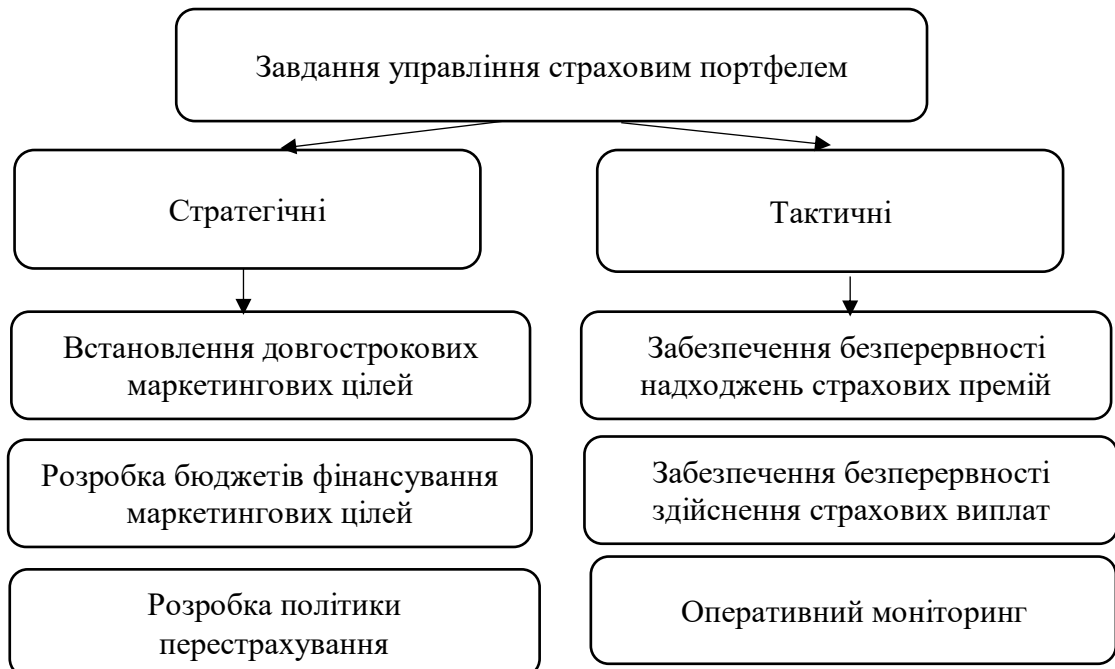 Завдання управління страховим портфелем
Стратегічні
Тактичні
Встановлення довгострокових
маркетингових цілей
Забезпечення безперервності
надходжень страхових премій
Розробка бюджетів фінансування
маркетингових цілей
Забезпечення безперервності
здійснення страхових виплат
Розробка політики
перестрахування
Оперативний моніторинг